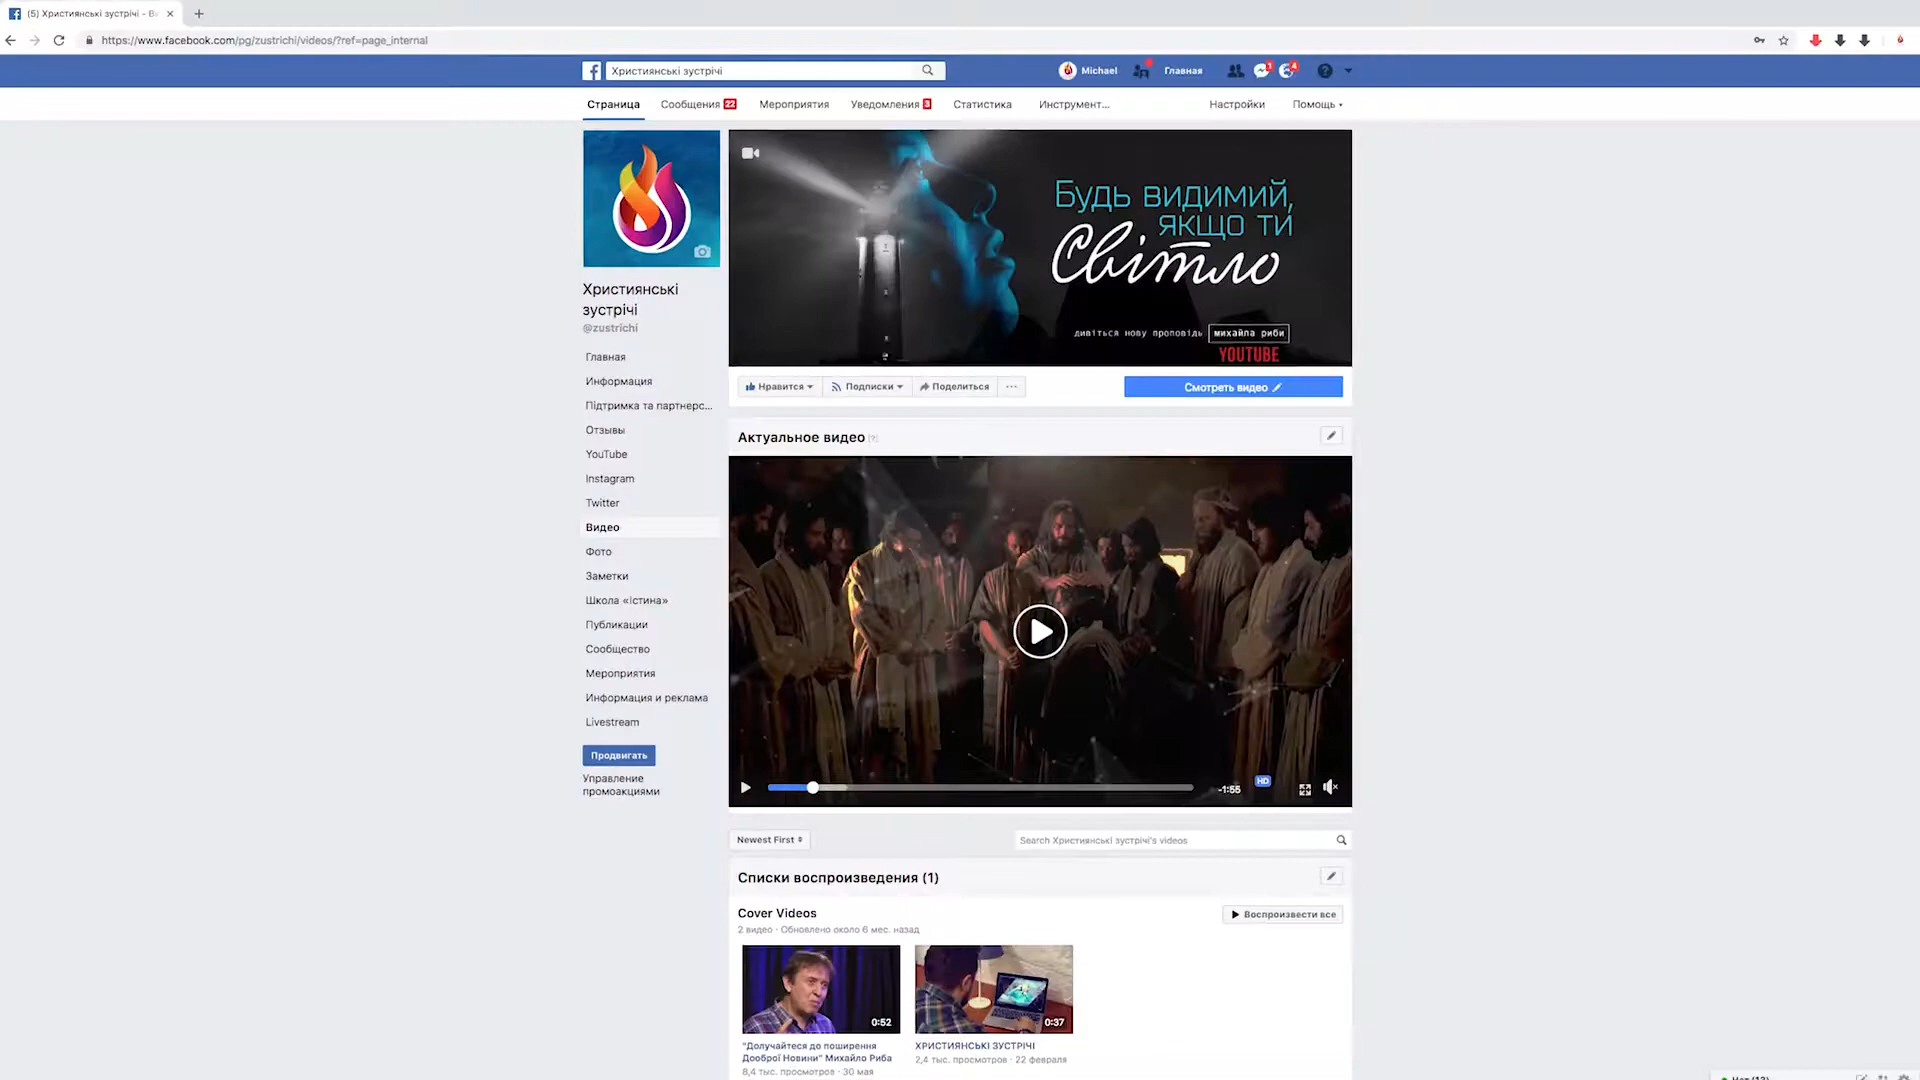 (5) Християнські зустрічі - Ви
https://www.facebook.com/pg/zustrichi/videos/?ref=page_internal
Християнські зустрічі
Michael
Главная
1
4
Страница
Сообщения 22
Мероприятия
Уведомления 3
Статистика
Инструмент...
Настройки
Помощь
Будь видимий,
якщо ти
Світло
дивіться нову проповідь михайла риби
YOUTUBE
Християнські
зустрічі
@zustrichi
Главная
Информация
Підтримка та партнерс...
Отзывы
YouTube
Instagram
Twitter
Видео
Фото
Заметки
Школа «Істина»
Публикации
Сообщество
Мероприятия
Информация и реклама
Livestream
Продвигать
Управление
промоакциями
Нравится
Подписки
Поделиться
Смотреть видео
Актуальное видео [?]
-1:55
HD
Newest First
Search Християнські зустрічі's videos
Списки воспроизведения (1)
Cover Videos
Воспроизвести все
2 видео · Обновлено около 6 мес. назад
0:52
0:37
"Долучайтеся до поширення
Дооброї Новини" Михайло Риба
8,4 тыс. просмотров · 30 мая
ХРИСТИЯНСЬКІ ЗУСТРІЧІ
2,4 тыс. просмотров · 22 февраля